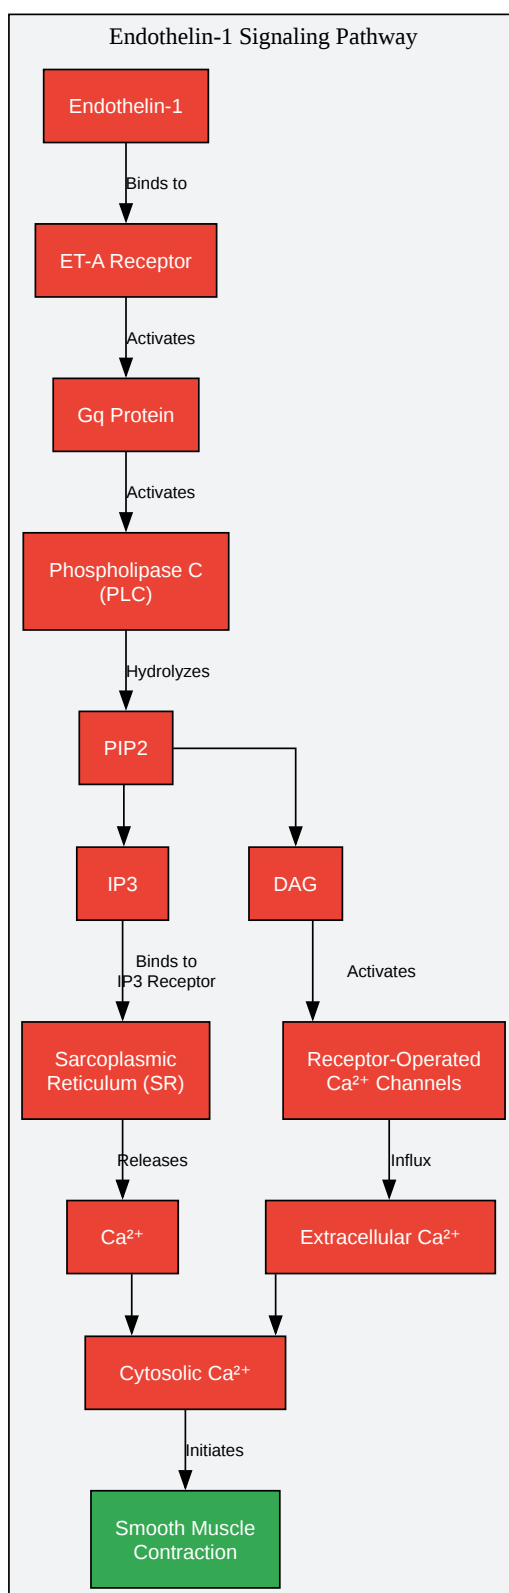 Endothelin-1 Signaling Pathway
Endothelin-1
Binds to
ET-A Receptor
Activates
Gq Protein
Activates
Phospholipase C
(PLC)
Hydrolyzes
PIP2
IP3
DAG
Binds to
IP3 Receptor
Activates
Sarcoplasmic
Reticulum (SR)
Receptor-Operated
Ca²⁺ Channels
Releases
Influx
Ca²⁺
Extracellular Ca²⁺
Cytosolic Ca²⁺
Initiates
Smooth Muscle
Contraction